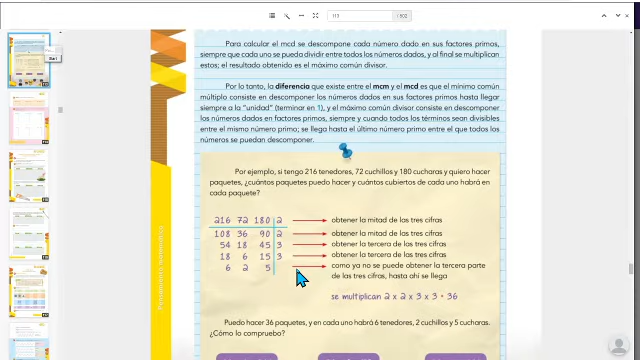 111
502
Start
Para calcular el mcd se descompone cada número dado en sus factores primos,
siempre que cada uno se pueda dividir entre todos los números dados, y al final se multiplican
estos; el resultado obtenido es el máximo común divisor.
Por lo tanto, la diferencia que existe entre el mcm y el mcd es que el mínimo común
múltiplo consiste en descomponer los números dados en sus factores primos hasta llegar
siempre a la "unidad" (terminar en 1), y el máximo común divisor consiste en descomponer
los números dados en factores primos, siempre y cuando todos los términos sean divisibles
entre el mismo número primo; se llega hasta el último número primo entre el que todos los
números se puedan descomponer.
Por ejemplo, si tengo 216 tenedores, 72 cuchillos y 180 cucharas y quiero hacer
paquetes, ¿cuántos paquetes puedo hacer y cuántos cubiertos de cada uno habrá en
cada paquete?
216 72 180 2 obtener la mitad de las tres cifras
108 36 90 2 obtener la mitad de las tres cifras
54 18 45 3 obtener la tercera de las tres cifras
18 6 15 3 obtener la tercera de las tres cifras
6 2 5 como ya no se puede obtener la tercera parte
de las tres cifras, hasta ahí se llega
se multiplican 2 x 2 x 3 x 3 = 36
Puedo hacer 36 paquetes, y en cada uno habrá 6 tenedores, 2 cuchillos y 5 cucharas.
¿Cómo lo compruebo?
Pensamiento matemático